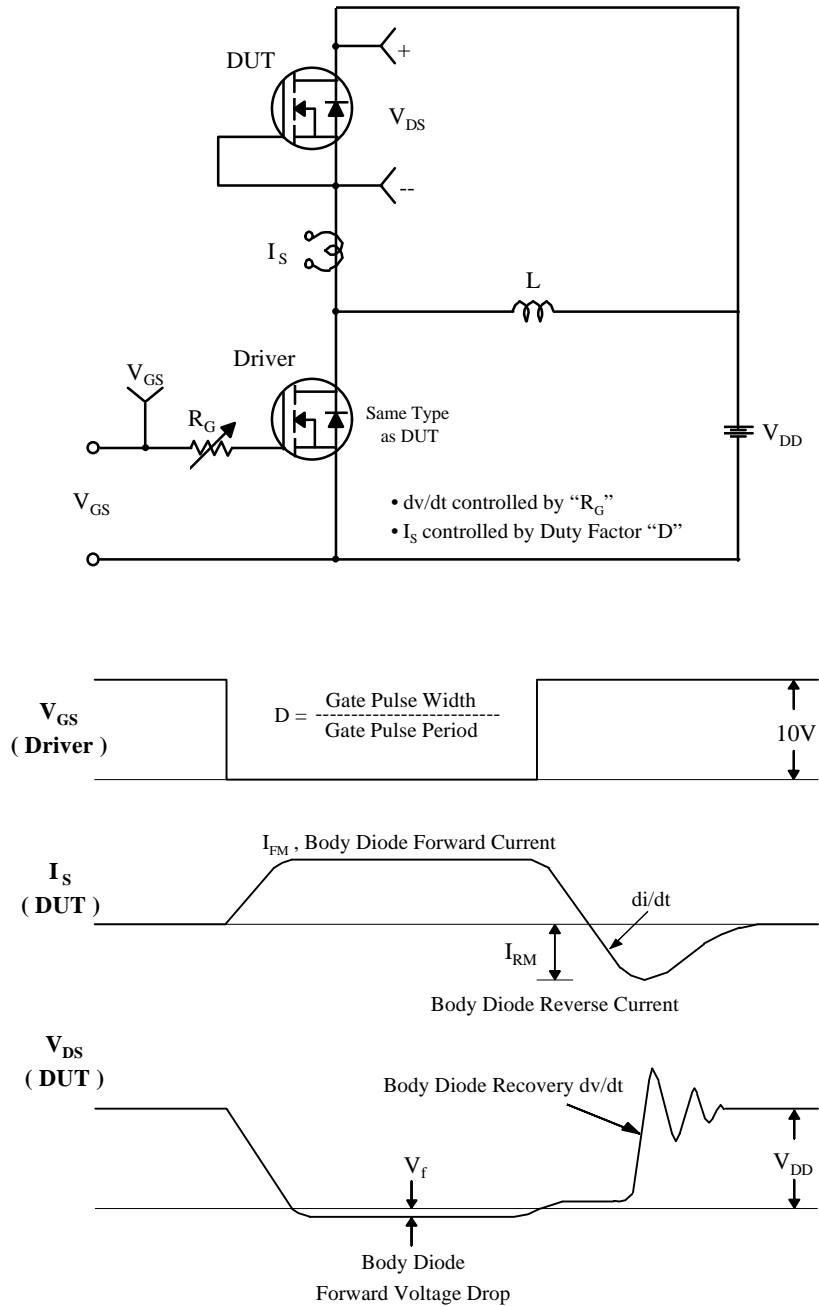 DUT
+
V_DS
--
I_S
L
Driver
V_GS
R_G
Same Type
as DUT
V_DD
V_GS
• dv/dt controlled by “R_G”
• I_S controlled by Duty Factor “D”
V_GS
( Driver )
D = Gate Pulse Width
--------------------------
Gate Pulse Period
10V
I_FM , Body Diode Forward Current
I_S
( DUT )
di/dt
I_RM
Body Diode Reverse Current
V_DS
( DUT )
Body Diode Recovery dv/dt
V_f
V_DD
Body Diode
Forward Voltage Drop